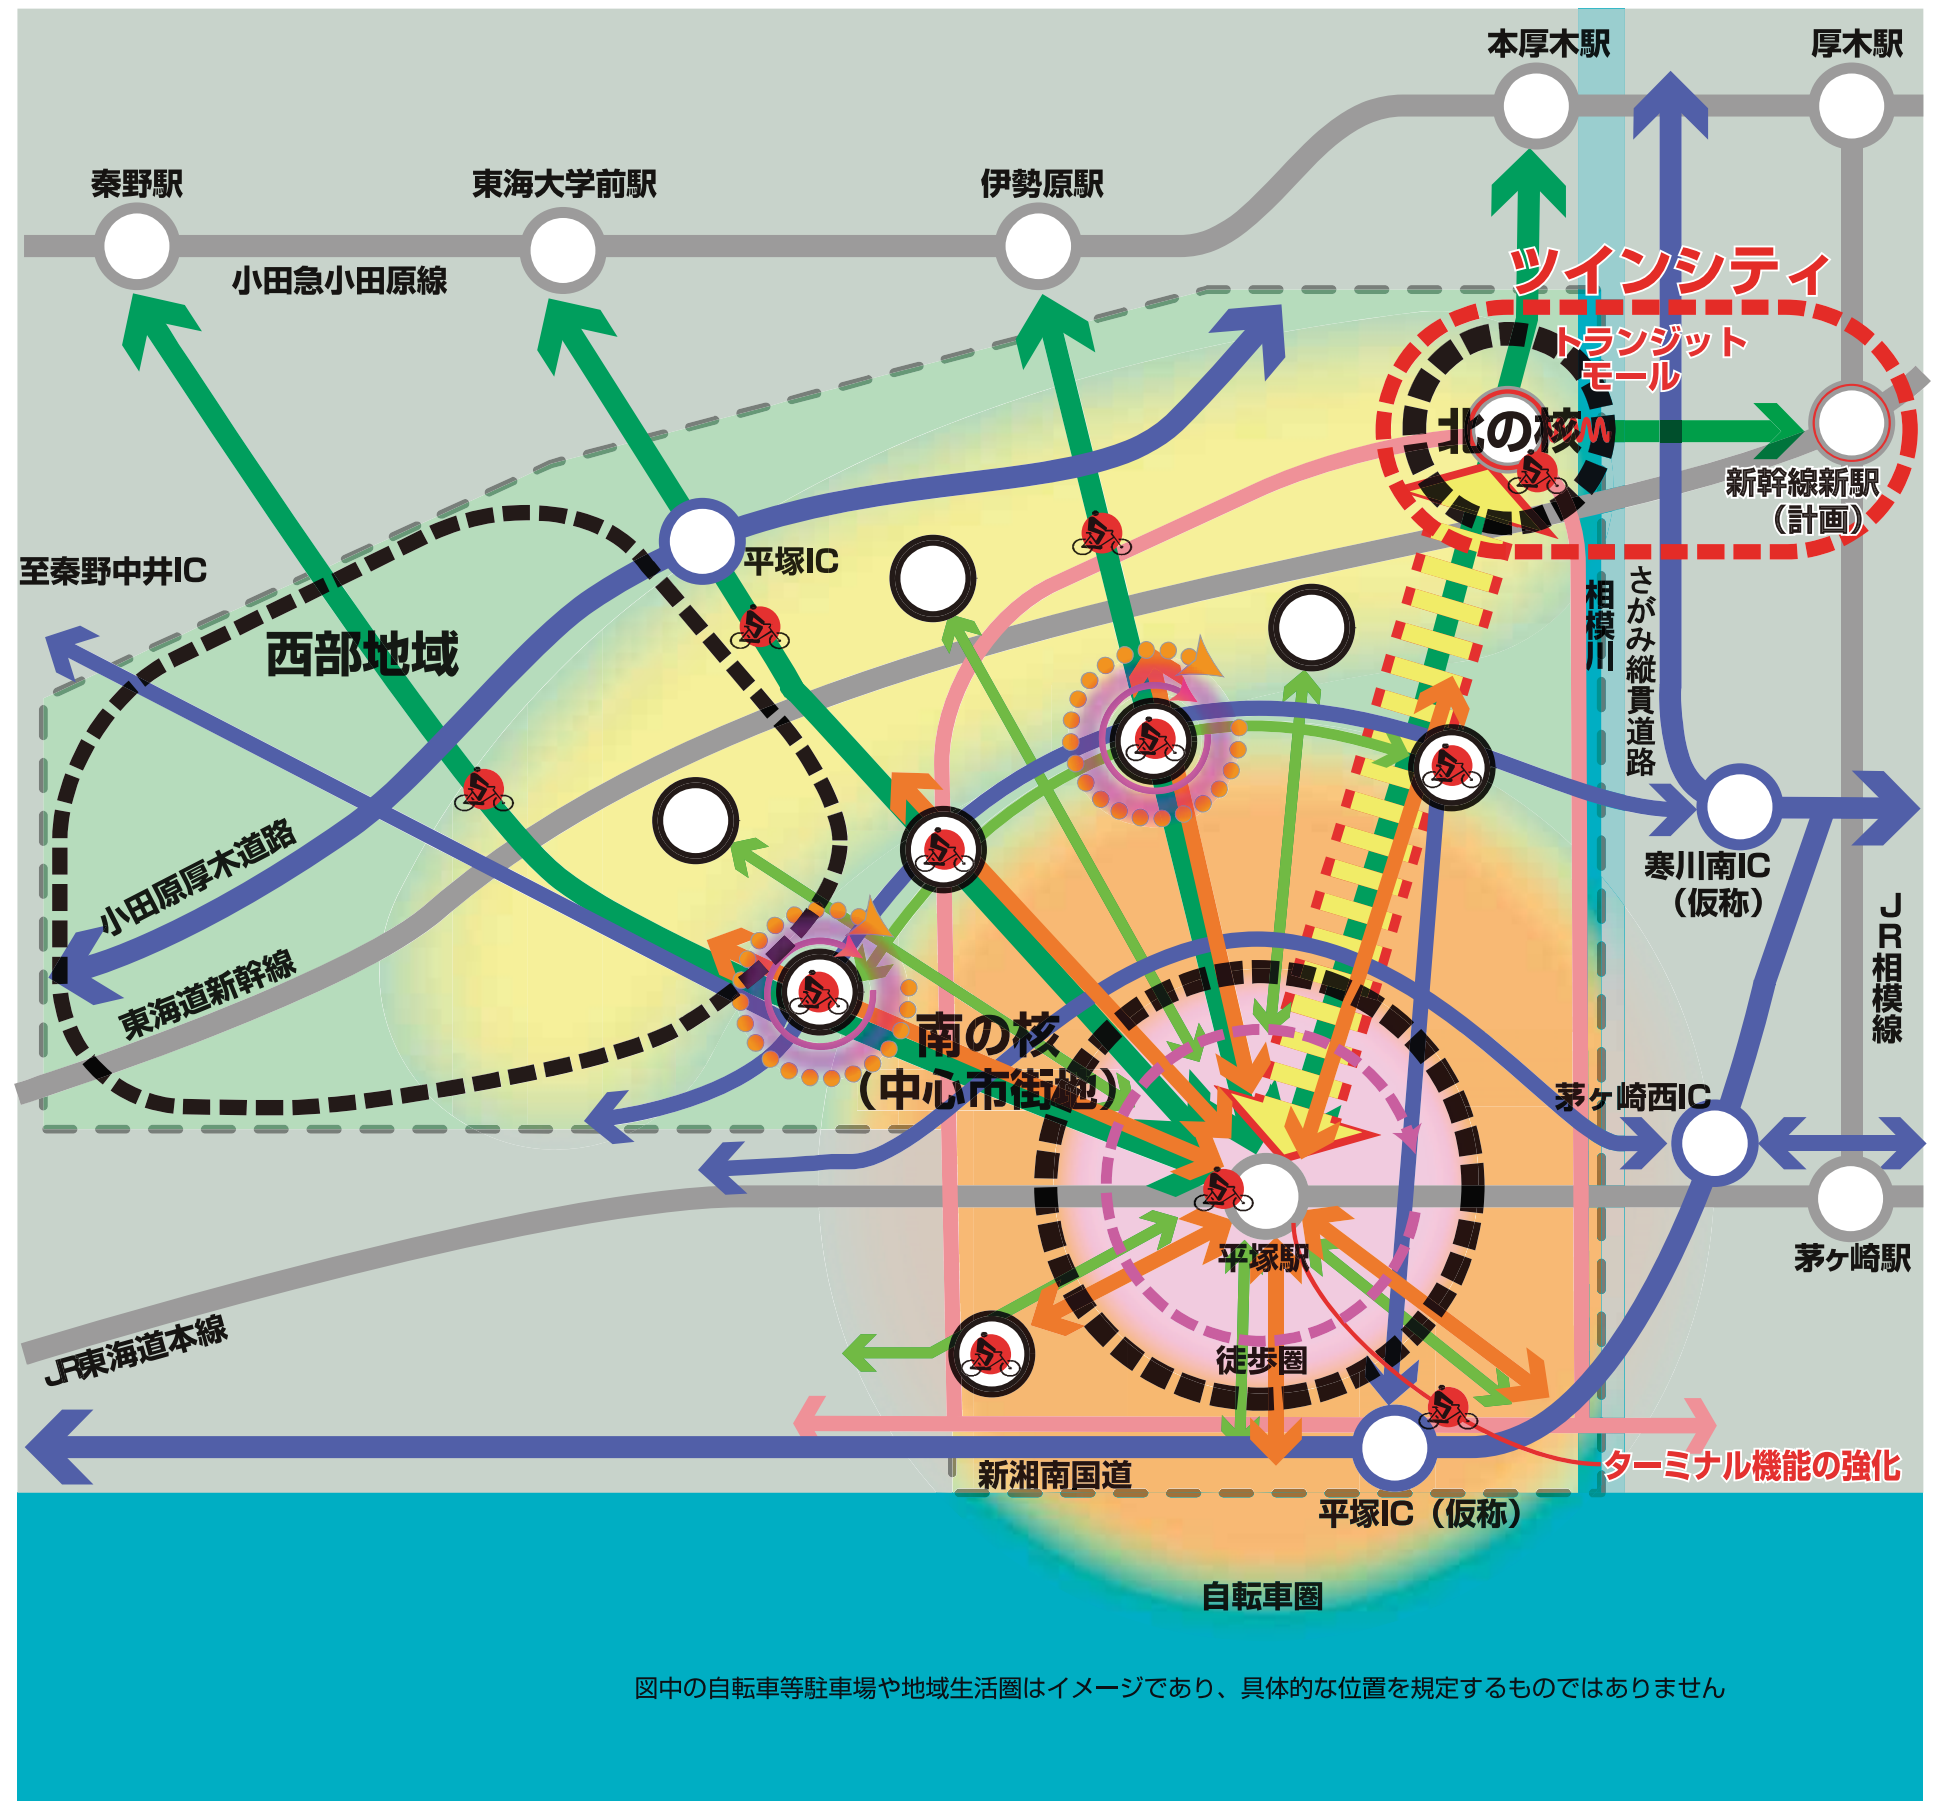 本厚木駅
厚木駅
秦野駅
東海大学前駅
伊勢原駅
小田急小田原線
ツインシティ
トランジット
モール
北の核
新幹線新駅
（計画）
至秦野中井IC
平塚IC
西部地域
相模川
さがみ縦貫道路
小田原厚木道路
寒川南IC
（仮称）
JR相模線
東海道新幹線
南の核
（中心市街地）
茅ヶ崎西IC
平塚駅
茅ヶ崎駅
JR東海道本線
徒歩圏
新湘南国道
ターミナル機能の強化
平塚IC（仮称）
自転車圏
図中の自転車等駐車場や地域生活圏はイメージであり、具体的な位置を規定するものではありません